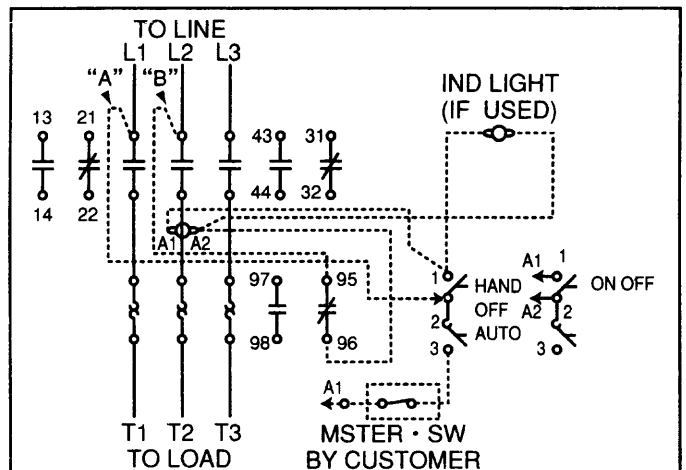 TO LINE
L1 L2 L3
"A" "B"
IND LIGHT
(IF USED)
13 21 43 31
14 22 44 32
A1 A2
97 95
98 96
1 HAND
OFF
2 AUTO
3
A1 1
ON OFF
A2 2
3
A1
T1 T2 T3
TO LOAD
MSTER · SW
BY CUSTOMER